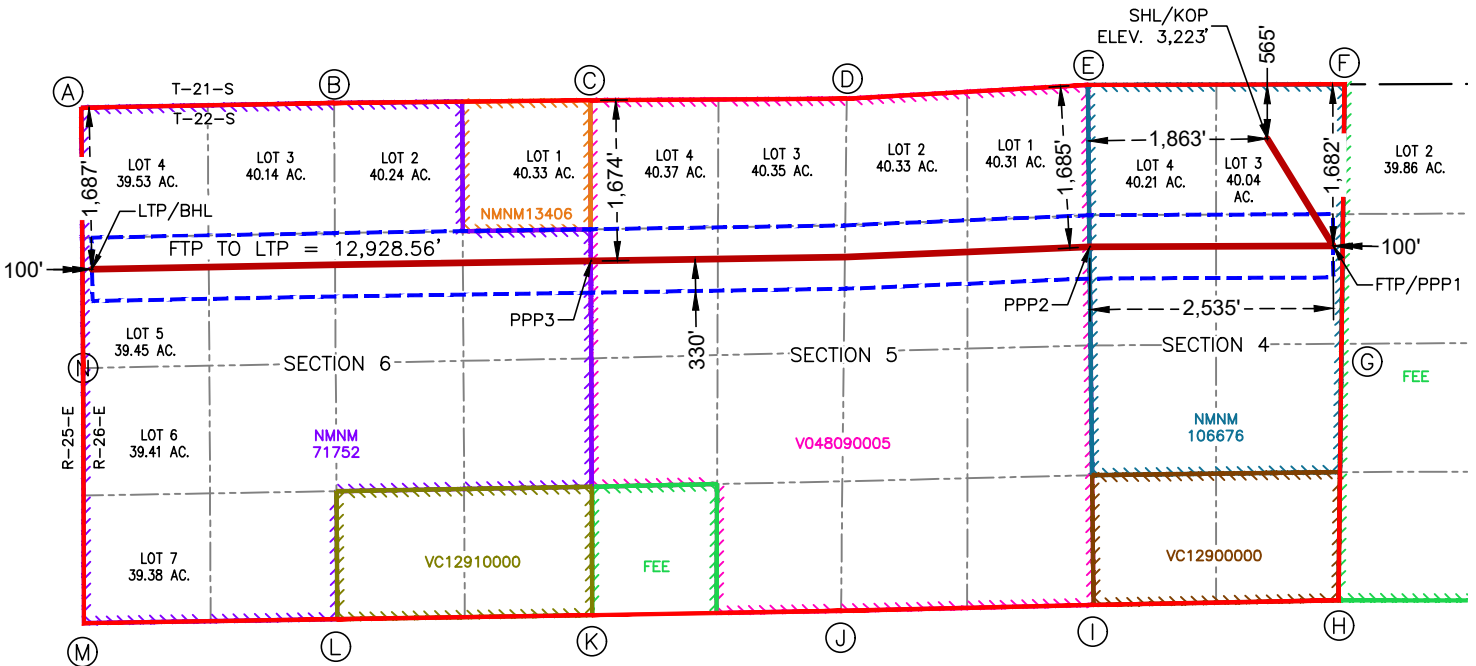 SHL/KOP
ELEV. 3,223'
565'
A
B
C
D
E
F
T-21-S
T-22-S
1,687'
LOT 4
39.53 AC.
LOT 3
40.14 AC.
LOT 2
40.24 AC.
LOT 1
40.33 AC.
NMNM13406
1,674'
LOT 4
40.37 AC.
LOT 3
40.35 AC.
LOT 2
40.33 AC.
LOT 1
40.31 AC.
1,685'
1,863'
LOT 4
40.21 AC.
LOT 3
40.04
AC.
1,682'
LOT 2
39.86 AC.
LTP/BHL
FTP TO LTP = 12,928.56'
100'
100'
FTP/PPP1
PPP3
330'
PPP2
2,535'
LOT 5
39.45 AC.
SECTION 6
SECTION 5
SECTION 4
N
G
FEE
R-25-E
R-26-E
LOT 6
39.41 AC.
NMNM
71752
V048090005
NMNM
106676
LOT 7
39.38 AC.
VC12910000
FEE
VC12900000
M
L
K
J
I
H